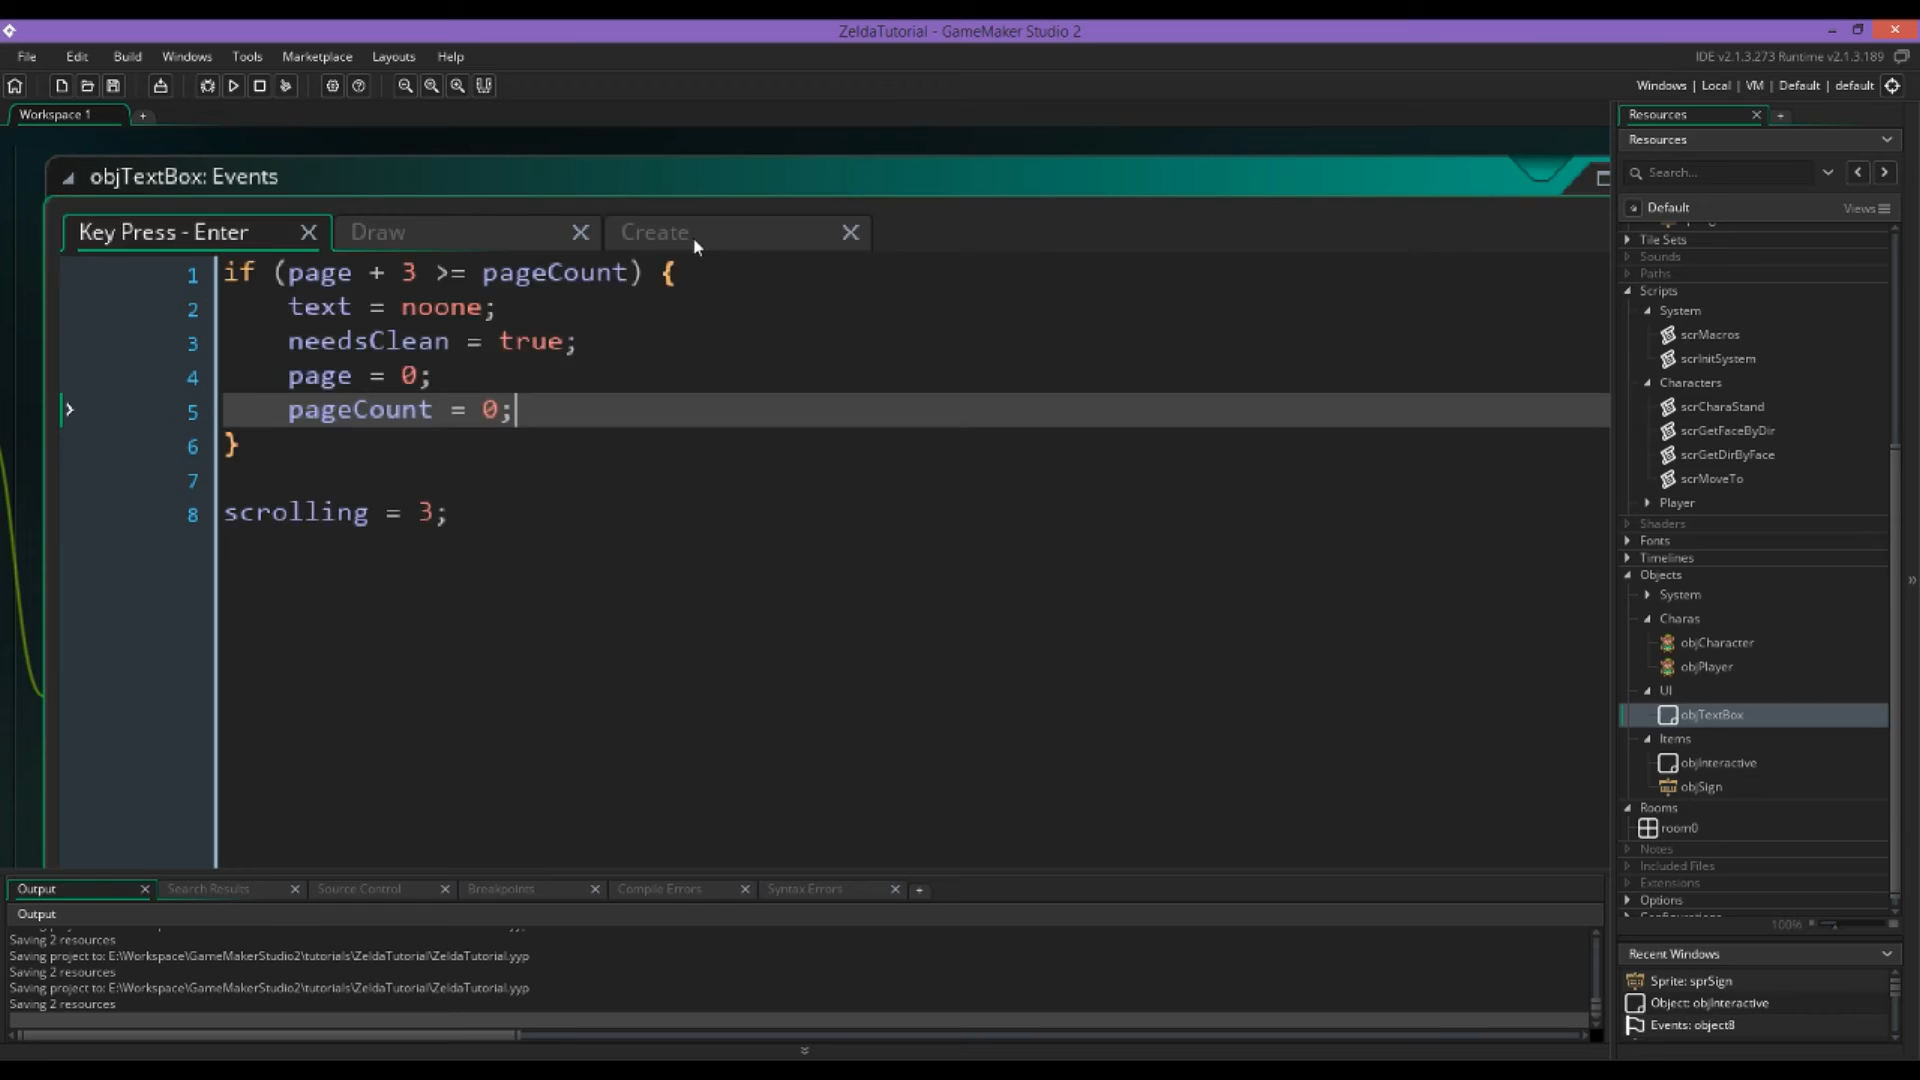 ZeldaTutorial - GameMaker Studio 2
File Edit Build Windows Tools Marketplace Layouts Help
IDE v2.1.3.273 Runtime v2.1.3.189
Windows | Local | VM | Default | default
Workspace 1
objTextBox: Events
Key Press - Enter
Draw
Create
1 if (page + 3 >= pageCount) {
2 text = noone;
3 needsClean = true;
4 page = 0;
5 pageCount = 0;
6 }
7
8 scrolling = 3;
Resources
Resources
Search...
Default
Views
Tile Sets
Sounds
Paths
Scripts
System
scrMacros
scrInitSystem
Characters
scrCharaStand
scrGetFaceByDir
scrGetDirByFace
scrMoveTo
Player
Shaders
Fonts
Timelines
Objects
System
Charas
objCharacter
objPlayer
UI
objTextBox
Items
objInteractive
objSign
Rooms
room0
Notes
Included Files
Extensions
Options
100%
Recent Windows
Sprite: sprSign
Object: objInteractive
Events: object8
Output
Search Results
Source Control
Breakpoints
Compile Errors
Syntax Errors
Output
Saving 2 resources
Saving project to: E:\Workspace\GameMakerStudio2\tutorials\ZeldaTutorial\ZeldaTutorial.yyp
Saving 2 resources
Saving project to: E:\Workspace\GameMakerStudio2\tutorials\ZeldaTutorial\ZeldaTutorial.yyp
Saving 2 resources